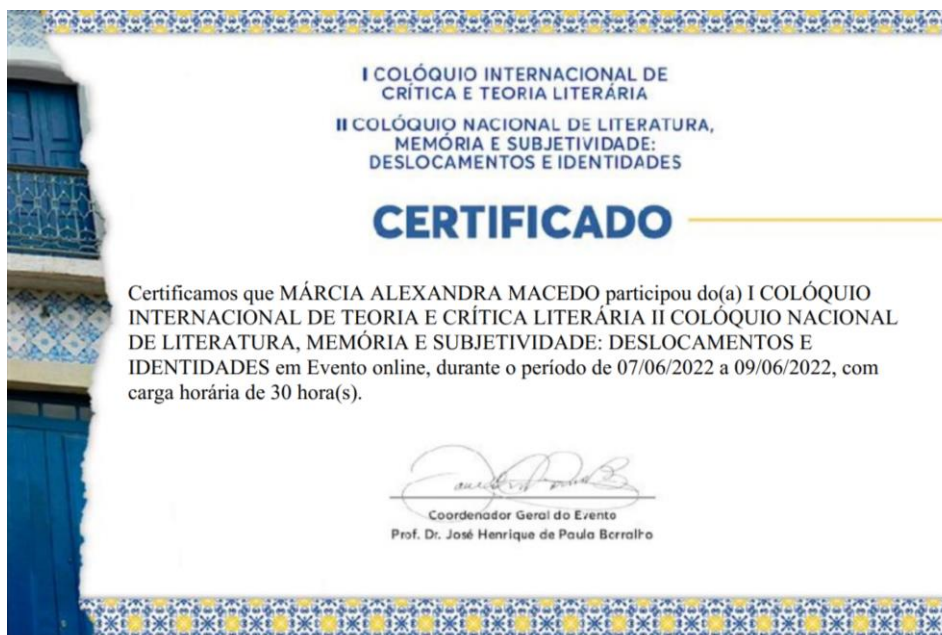 I COLÓQUIO INTERNACIONAL DE
CRÍTICA E TEORIA LITERÁRIA
II COLÓQUIO NACIONAL DE LITERATURA,
MEMÓRIA E SUBJETIVIDADE:
DESLOCAMENTOS E IDENTIDADES
CERTIFICADO
Certificamos que MÁRCIA ALEXANDRA MACEDO participou do(a) I COLÓQUIO
INTERNACIONAL DE TEORIA E CRÍTICA LITERÁRIA II COLÓQUIO NACIONAL
DE LITERATURA, MEMÓRIA E SUBJETIVIDADE: DESLOCAMENTOS E
IDENTIDADES em Evento online, durante o período de 07/06/2022 a 09/06/2022, com
carga horária de 30 hora(s).
Coordenador Geral do Evento
Prof. Dr. José Henrique de Paula Borralho